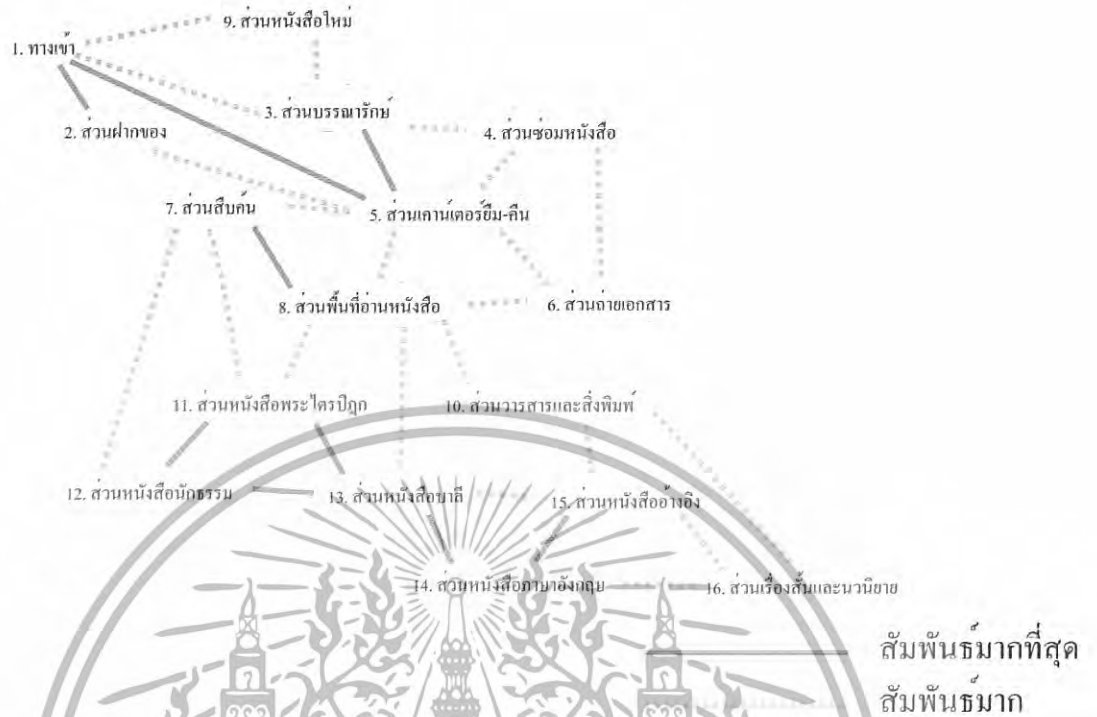 9. ส่วนหนังสือใหม่
1. ทางเข้า
3. ส่วนบรรณารักษ์
2. ส่วนฝากของ
4. ส่วนซ่อมหนังสือ
7. ส่วนสืบค้น
5. ส่วนเคาน์เตอร์ยืม-คืน
8. ส่วนพื้นที่อ่านหนังสือ
6. ส่วนถ่ายเอกสาร
11. ส่วนหนังสือพระไตรปิฎก
10. ส่วนวารสารและสิ่งพิมพ์
12. ส่วนหนังสือนักธรรม
13. ส่วนหนังสือบาลี
15. ส่วนหนังสืออ้างอิง
14. ส่วนหนังสือภาษาอังกฤษ
16. ส่วนเรื่องสั้นและนวนิยาย
สัมพันธ์มากที่สุด
สัมพันธ์มาก